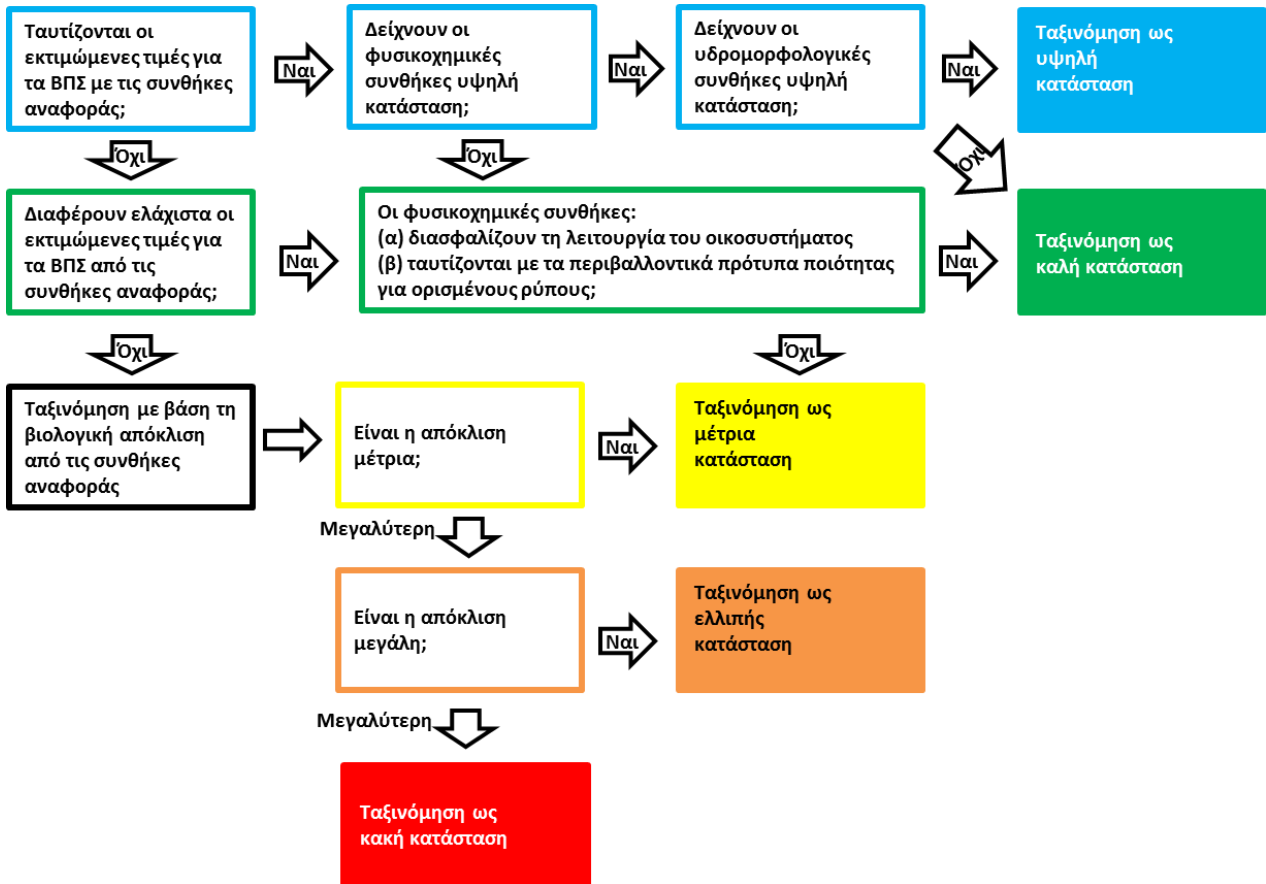 Ταυτίζονται οι
εκτιμώμενες τιμές για
τα ΒΠΣ με τις συνθήκες
αναφοράς;
Ναι
Δείχνουν οι
φυσικοχημικές
συνθήκες υψηλή
κατάσταση;
Ναι
Δείχνουν οι
υδρομορφολογικές
συνθήκες υψηλή
κατάσταση;
Ναι
Ταξινόμηση ως
υψηλή
κατάσταση
Όχι
Όχι
Όχι
Διαφέρουν ελάχιστα οι
εκτιμώμενες τιμές για
τα ΒΠΣ από τις
συνθήκες αναφοράς;
Ναι
Οι φυσικοχημικές συνθήκες:
(α) διασφαλίζουν τη λειτουργία του οικοσυστήματος
(β) ταυτίζονται με τα περιβαλλοντικά πρότυπα ποιότητας
για ορισμένους ρύπους;
Ναι
Ταξινόμηση ως
καλή κατάσταση
Όχι
Όχι
Ταξινόμηση με βάση τη
βιολογική απόκλιση
από τις συνθήκες
αναφοράς
Είναι η απόκλιση
μέτρια;
Ναι
Ταξινόμηση ως
μέτρια
κατάσταση
Μεγαλύτερη
Είναι η απόκλιση
μεγάλη;
Ναι
Ταξινόμηση ως
ελλιπής
κατάσταση
Μεγαλύτερη
Ταξινόμηση ως
κακή κατάσταση